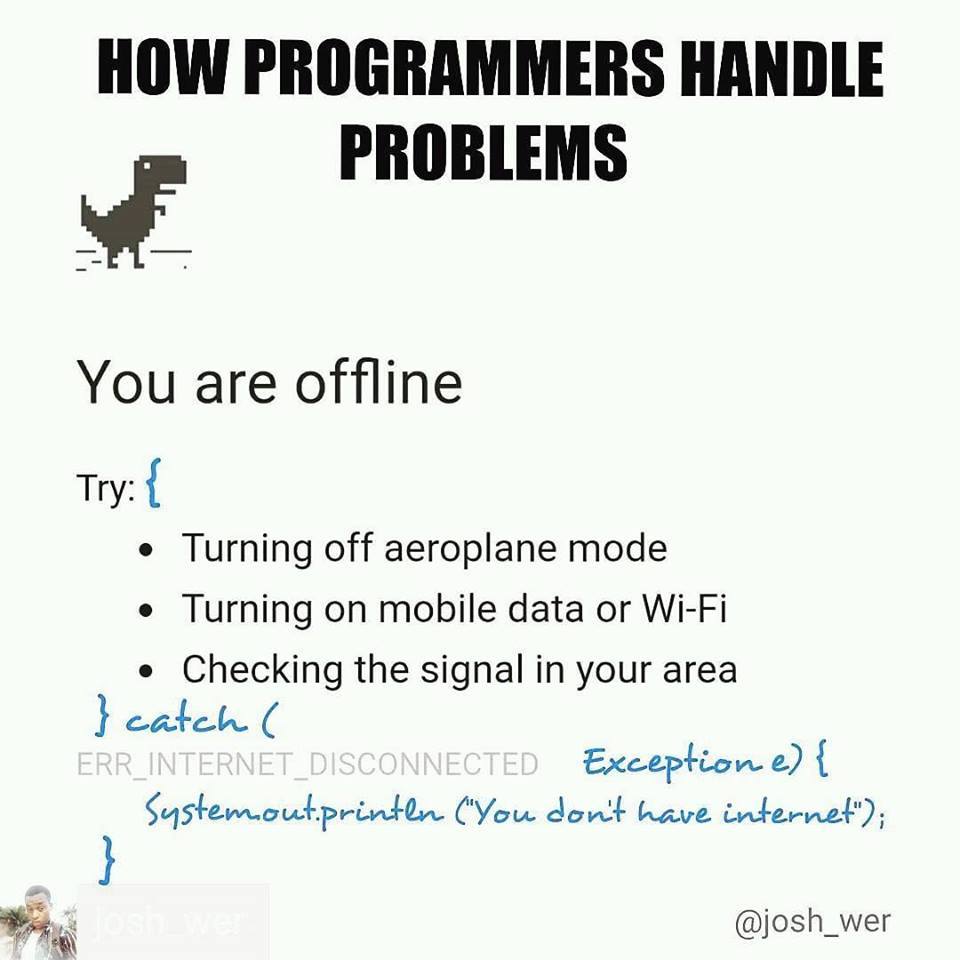 HOW PROGRAMMERS HANDLE
PROBLEMS
You are offline
Try: {
• Turning off aeroplane mode
• Turning on mobile data or Wi-Fi
• Checking the signal in your area
} catch (
ERR_INTERNET_DISCONNECTED Exception e) {
System.out.println ("You don't have internet");
}
josh_wer
@josh_wer